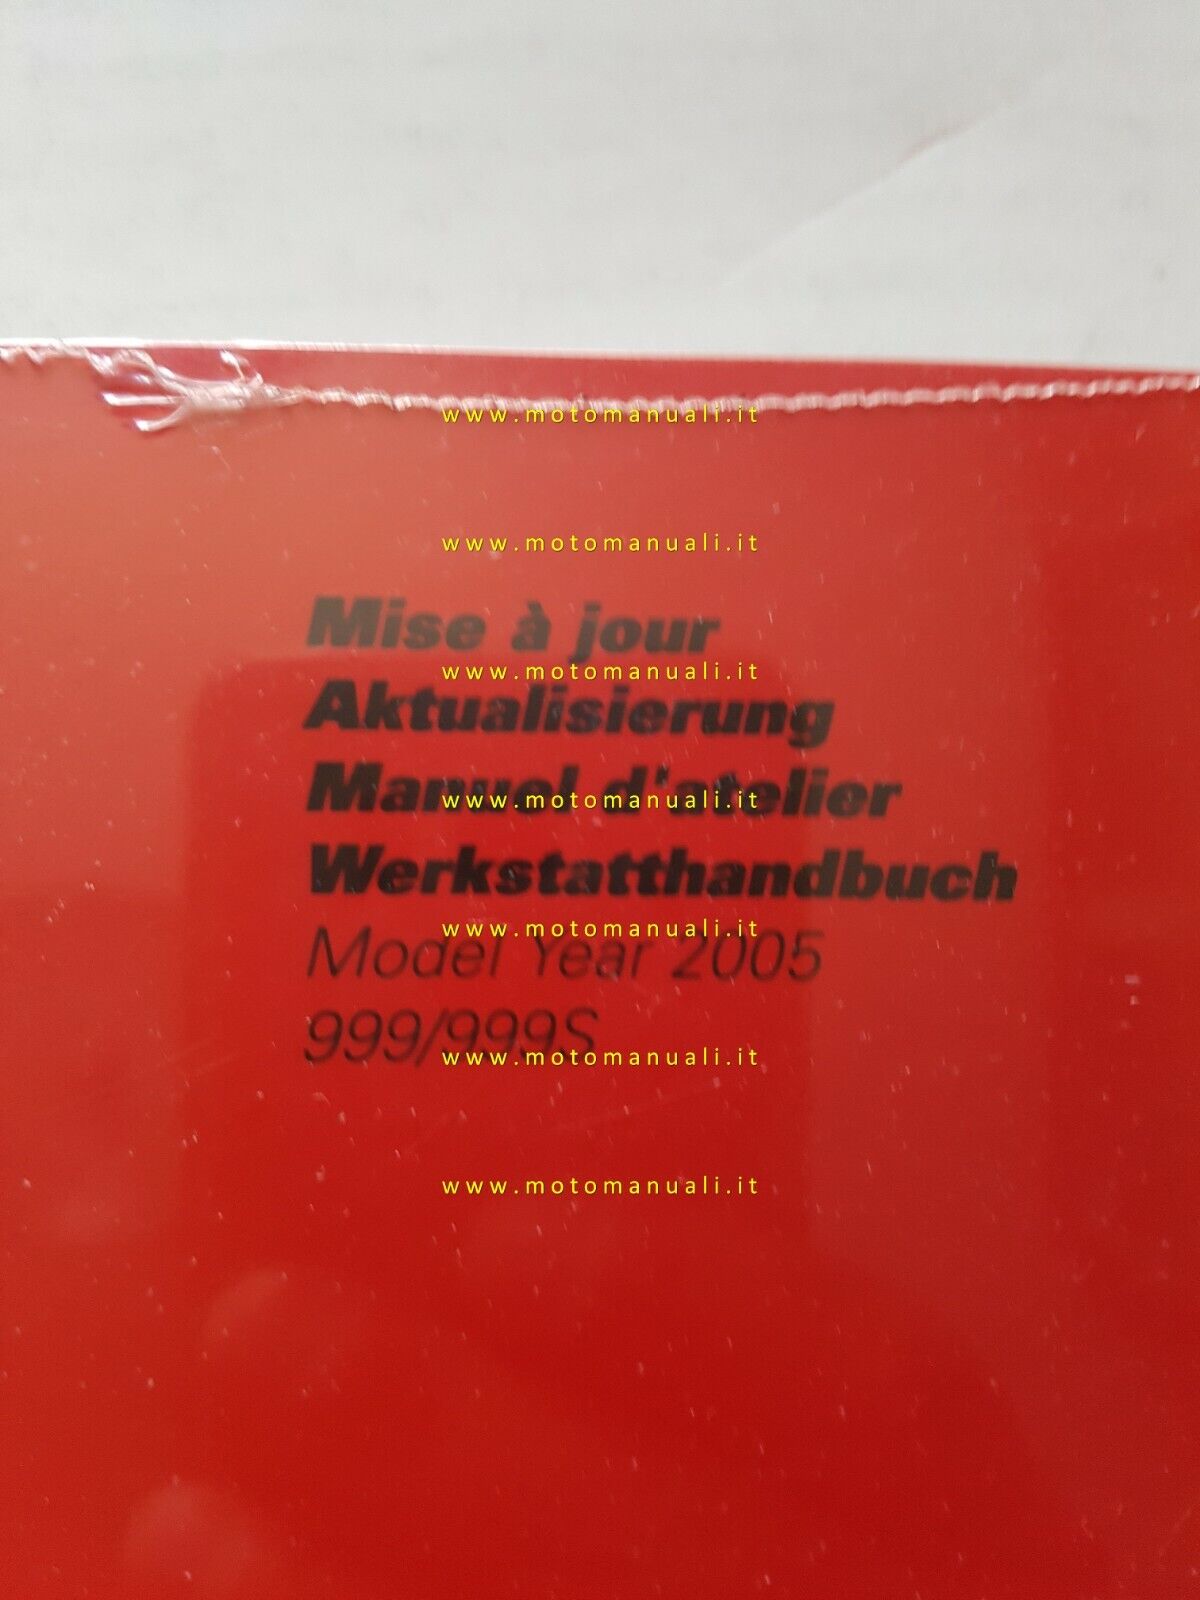 www.motomanuali.it
www.motomanuali.it
Mise à jour
www.motomanuali.it
Aktualisierung
Manuel d'atelier
www.motomanuali.it
Werkstatthandbuch
www.motomanuali.it
Model Year 2005
999/999S
www.motomanuali.it
www.motomanuali.it